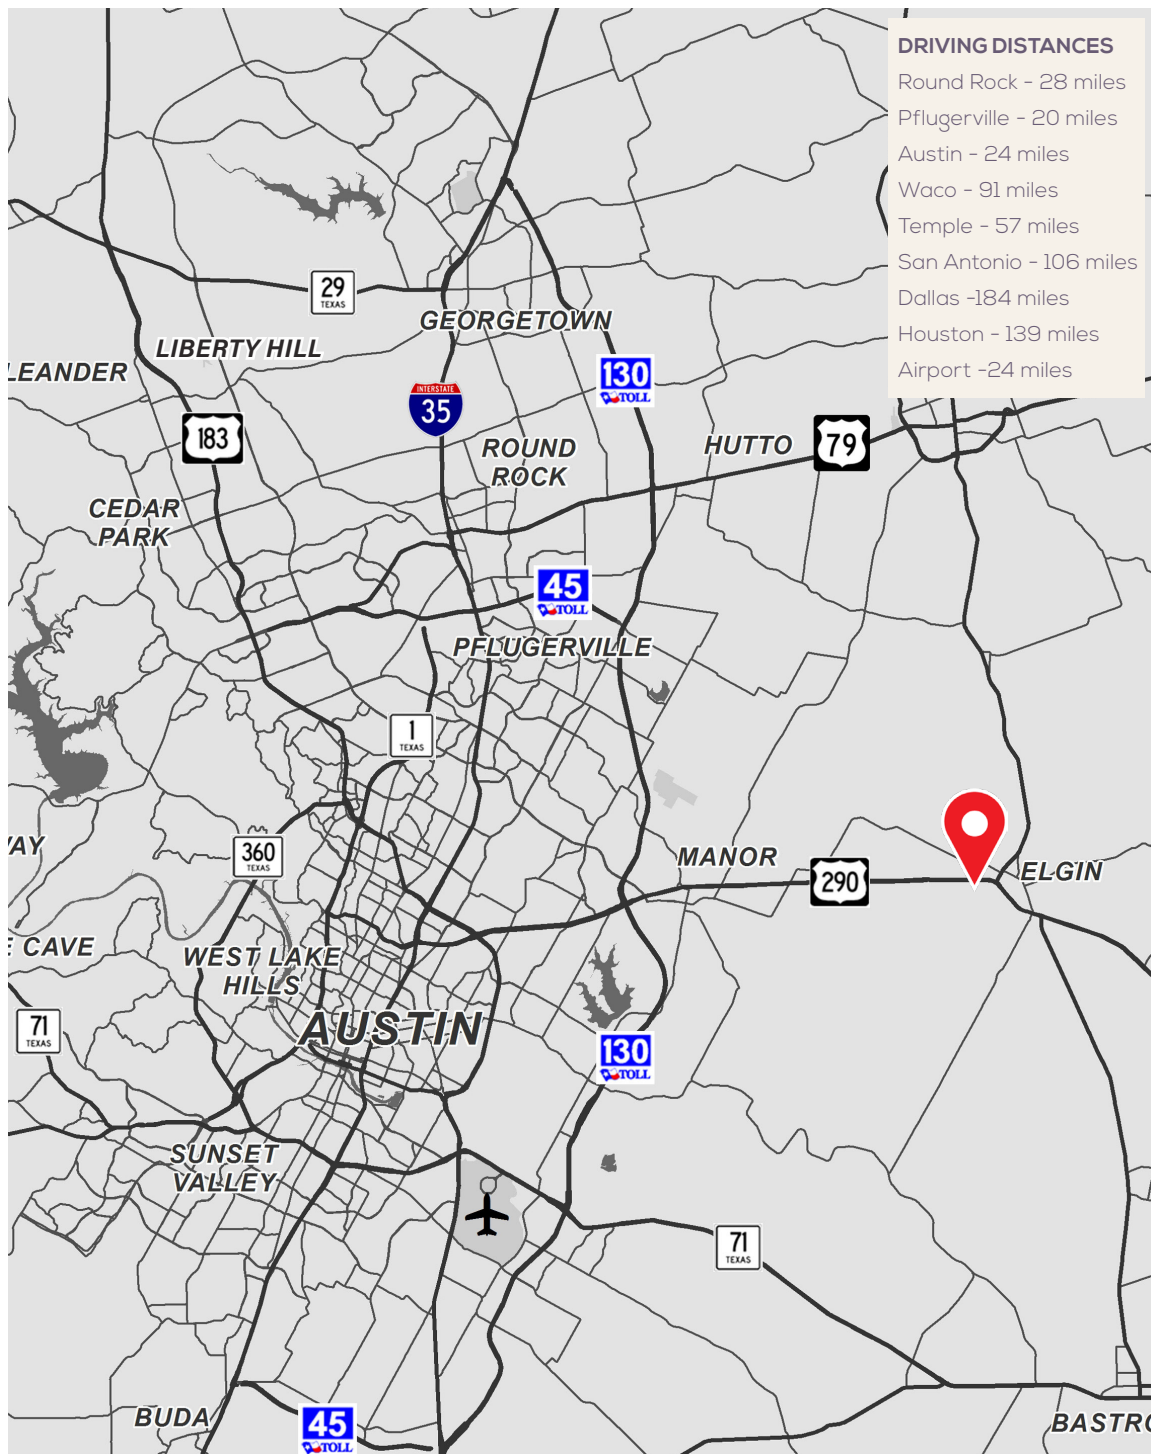 DRIVING DISTANCES
Round Rock - 28 miles
Pflugerville - 20 miles
Austin - 24 miles
Waco - 91 miles
Temple - 57 miles
San Antonio - 106 miles
Dallas -184 miles
Houston - 139 miles
Airport -24 miles
29
TEXAS
GEORGETOWN
LIBERTY HILL
LEANDER
130
TOLL
INTERSTATE
35
183
ROUND
ROCK
HUTTO
79
CEDAR
PARK
45
TOLL
PFLUGERVILLE
1
TEXAS
WAY
360
TEXAS
MANOR
290
ELGIN
E CAVE
WEST LAKE
HILLS
71
TEXAS
AUSTIN
130
TOLL
SUNSET
VALLEY
71
TEXAS
BUDA
45
TOLL
BASTRO